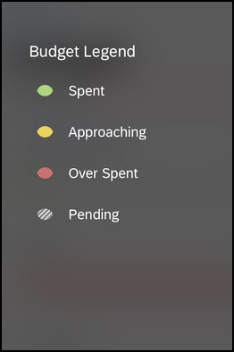 Budget Legend
Spent
Approaching
Over Spent
Pending